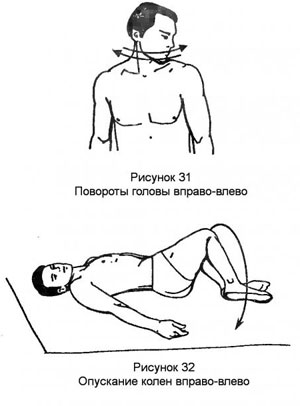 Рисунок 31
Повороты головы вправо-влево
Рисунок 32
Опускание колен вправо-влево